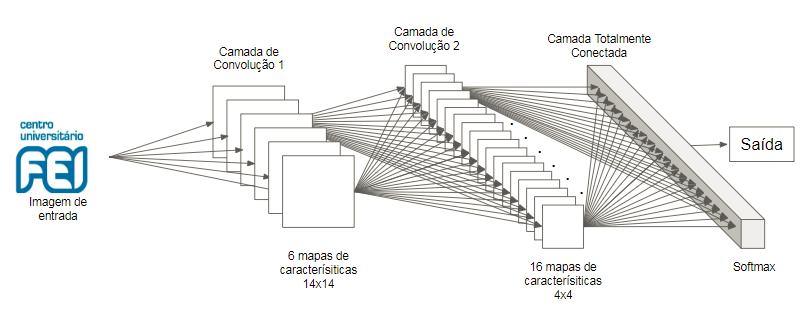 Camada de
Convolução 1
Camada de
Convolução 2
Camada Totalmente
Conectada
centro
universitário
FEI
Imagem de
entrada
Saída
6 mapas de
caracterísiticas
14x14
16 mapas de
caracterísiticas
4x4
Softmax